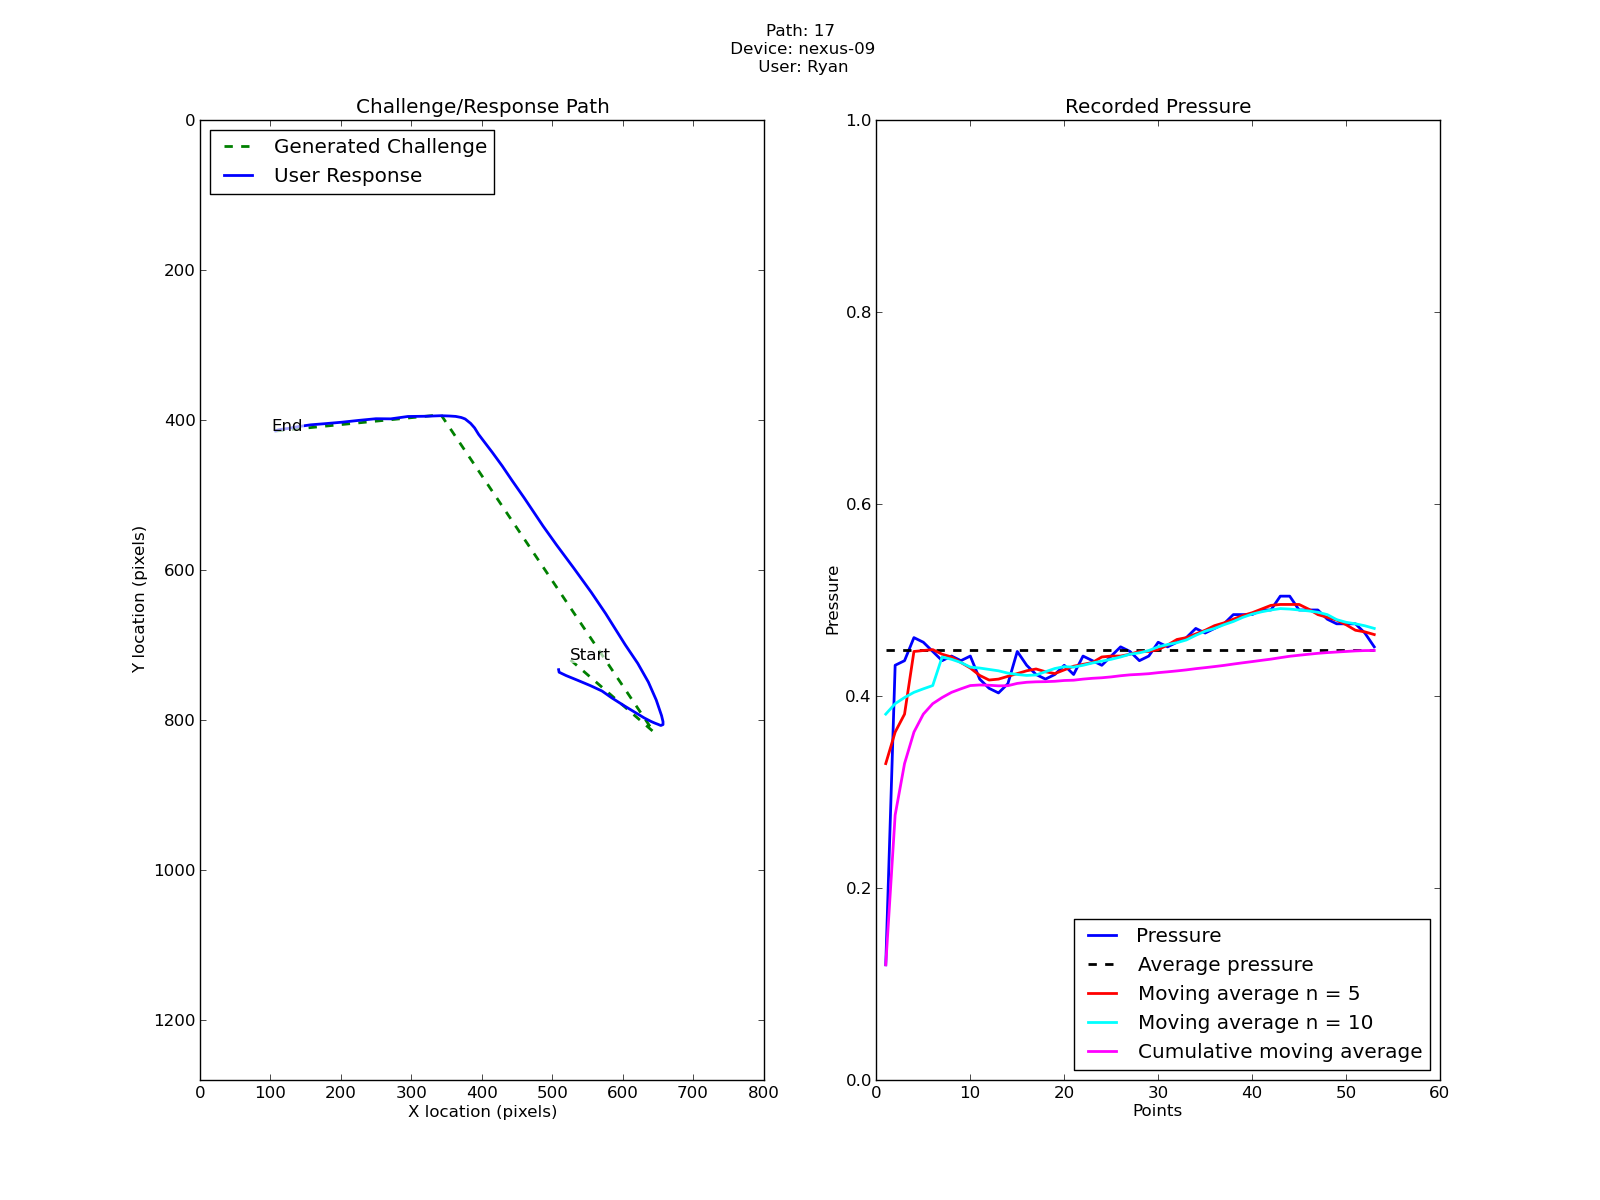 Path: 17
Device: nexus-09
User: Ryan
Challenge/Response Path
Generated Challenge
User Response
0
200
400
600
800
1000
1200
Y location (pixels)
End
Start
0 100 200 300 400 500 600 700 800
X location (pixels)
Recorded Pressure
1.0
0.8
0.6
0.4
0.2
0.0
Pressure
Pressure
Average pressure
Moving average n = 5
Moving average n = 10
Cumulative moving average
0 10 20 30 40 50 60
Points